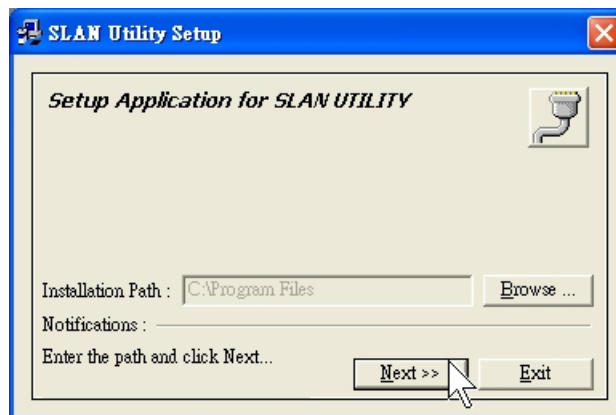 SLAN Utility Setup
Setup Application for SLAN UTILITY
Installation Path : C:\Program Files Browse ...
Notifications :
Enter the path and click Next...
Next >> Exit